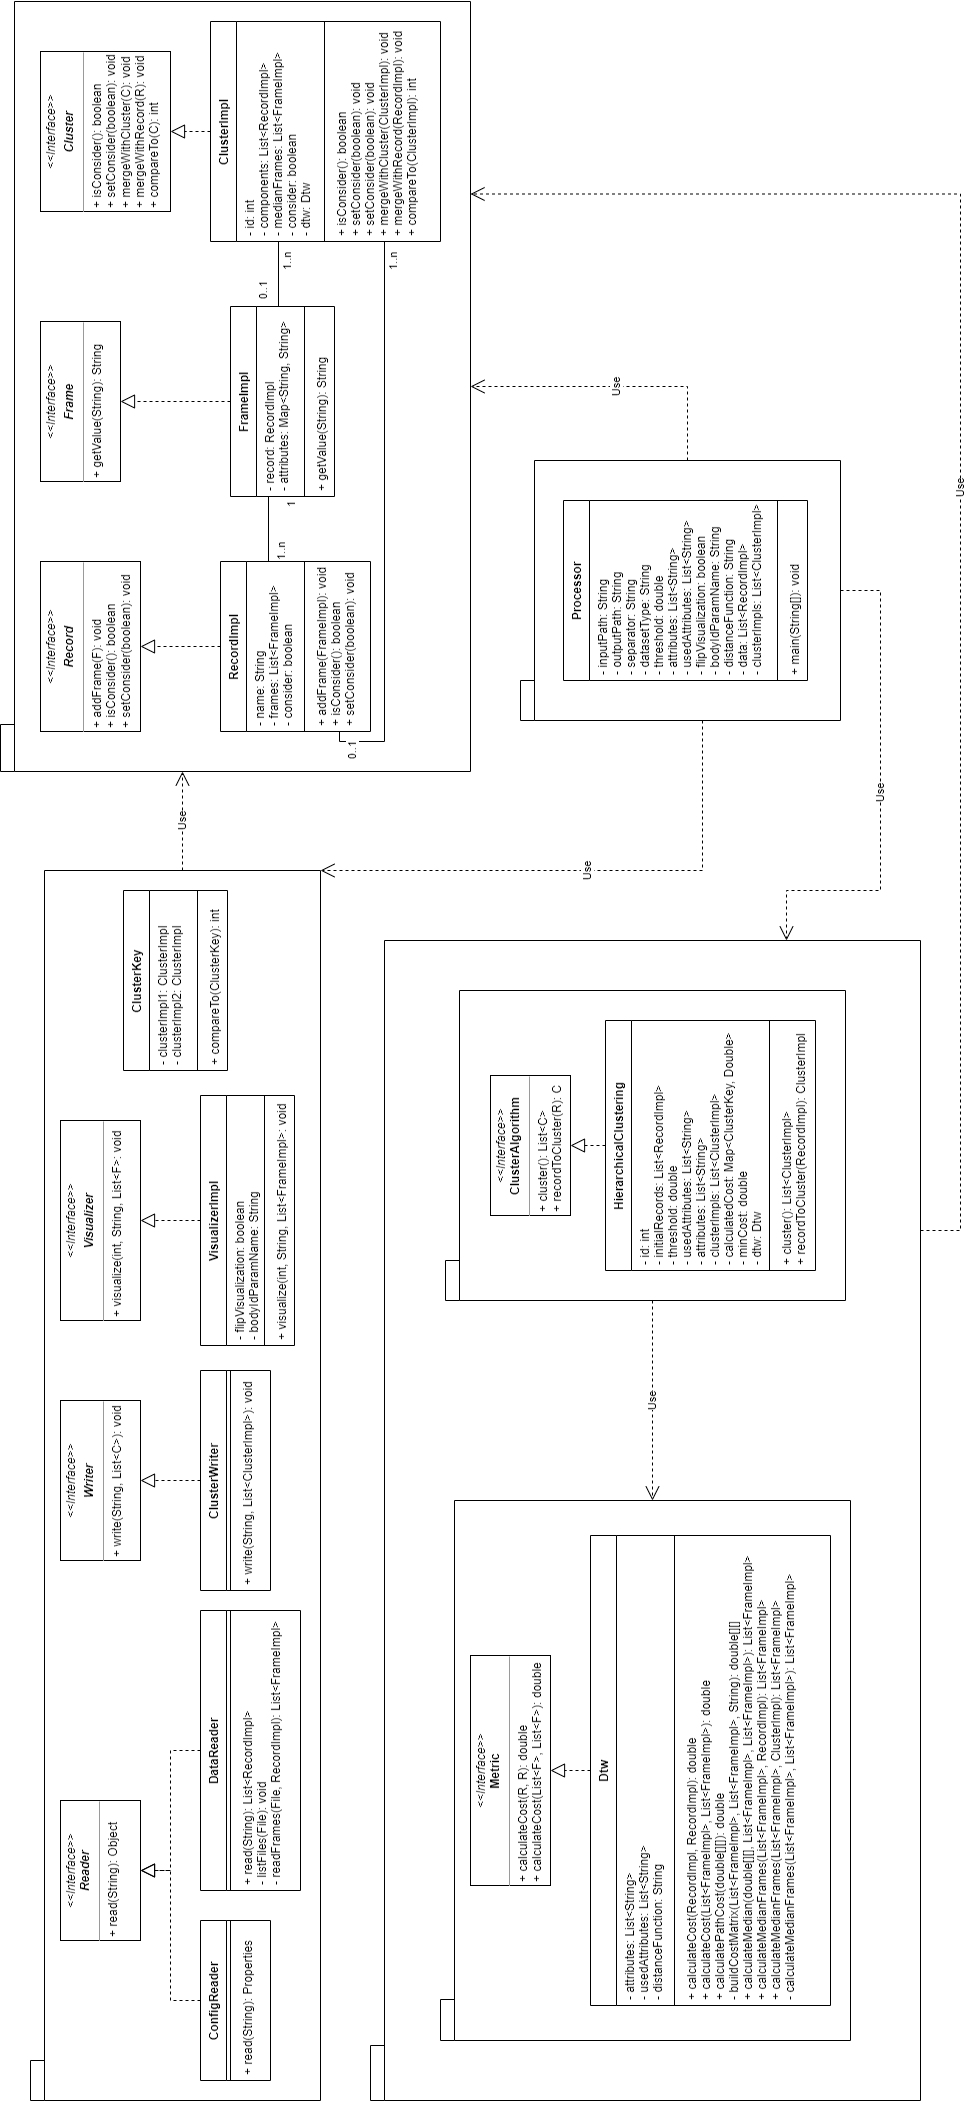 <<Interface>>
Reader
+ read(String): Object
<<Interface>>
Writer
+ write(String, List<C>): void
<<Interface>>
Visualizer
+ visualize(int, String, List<F>): void
ClusterKey
- clusterImpl1: ClusterImpl
- clusterImpl2: ClusterImpl
+ compareTo(ClusterKey): int
ConfigReader
+ read(String): Properties
DataReader
+ read(String): List<RecordImpl>
- listFiles(File): void
- readFrames(File, RecordImpl): List<FrameImpl>
ClusterWriter
+ write(String, List<ClusterImpl>): void
VisualizerImpl
- flipVisualization: boolean
- bodyIdParamName: String
+ visualize(int, String, List<FrameImpl>: void
Use
<<Interface>>
Record
+ addFrame(F): void
+ isConsider(): boolean
+ setConsider(boolean): void
<<Interface>>
Frame
+ getValue(String): String
<<Interface>>
Cluster
+ isConsider(): boolean
+ setConsider(boolean): void
+ mergeWithCluster(C): void
+ mergeWithRecord(R): void
+ compareTo(C): int
RecordImpl
- name: String
- frames: List<FrameImpl>
- consider: boolean
+ addFrame(FrameImpl): void
+ isConsider(): boolean
+ setConsider(boolean): void
1..n
1
FrameImpl
- record: RecordImpl
- attributes: Map<String, String>
+ getValue(String): String
0..1
1..n
ClusterImpl
- id: int
- components: List<RecordImpl>
- medianFrames: List<FrameImpl>
- consider: boolean
- dtw: Dtw
+ isConsider(): boolean
+ setConsider(boolean): void
+ setConsider(boolean): void
+ mergeWithCluster(ClusterImpl): void
+ mergeWithRecord(RecordImpl): void
+ compareTo(ClusterImpl): int
0..1
1..n
Use
Use
Processor
- inputPath: String
- outputPath: String
- separator: String
- datasetType: String
- threshold: double
- attributes: List<String>
- usedAttributes: List<String>
- flipVisualization: boolean
- bodyIdParamName: String
- distanceFunction: String
- data: List<RecordImpl>
- clusterImpls: List<ClusterImpl>
+ main(String[]): void
Use
Use
<<Interface>>
Metric
+ calculateCost(R, R): double
+ calculateCost(List<F>, List<F>): double
Dtw
- attributes: List<String>
- usedAttributes: List<String>
- distanceFunction: String
+ calculateCost(RecordImpl, RecordImpl): double
+ calculateCost(List<FrameImpl>, List<FrameImpl>): double
+ calculatePathCost(double[][]): double
- buildCostMatrix(List<FrameImpl>, List<FrameImpl>, String): double[][]
+ calculateMedian(double[][], List<FrameImpl>, List<FrameImpl>): List<FrameImpl>
+ calculateMedianFrames(List<FrameImpl>, RecordImpl): List<FrameImpl>
+ calculateMedianFrames(List<FrameImpl>, ClusterImpl): List<FrameImpl>
- calculateMedianFrames(List<FrameImpl>, List<FrameImpl>): List<FrameImpl>
Use
<<Interface>>
ClusterAlgorithm
+ cluster(): List<C>
+ recordToCluster(R): C
HierarchicalClustering
- id: int
- initialRecords: List<RecordImpl>
- threshold: double
- usedAttributes: List<String>
- attributes: List<String>
- clusterImpls: List<ClusterImpl>
- calculatedCost: Map<ClusterKey, Double>
- minCost: double
- dtw: Dtw
+ cluster(): List<ClusterImpl>
+ recordToCluster(RecordImpl): ClusterImpl